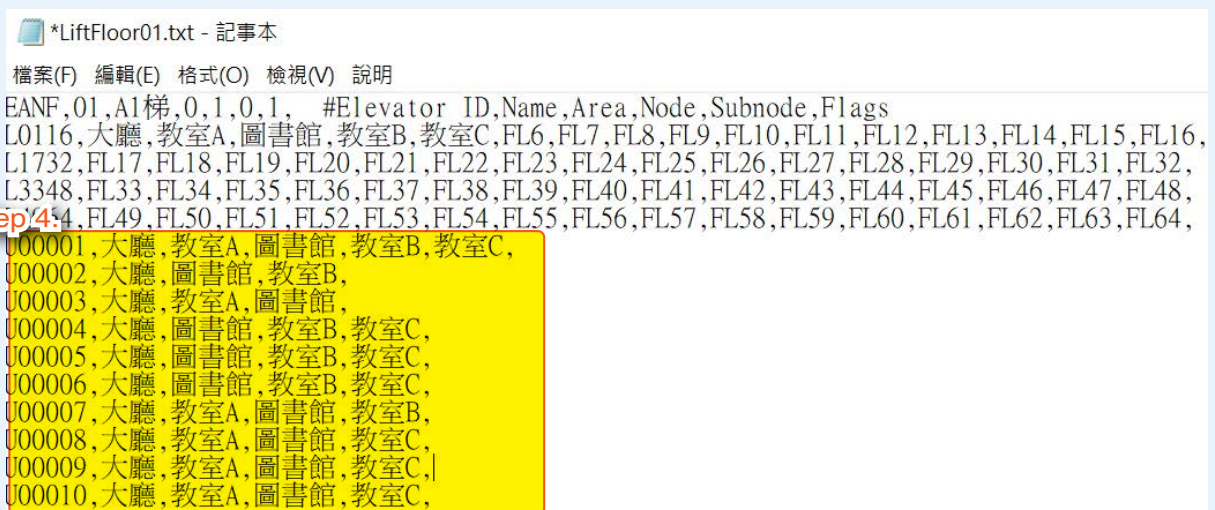 *LiftFloor01.txt - 記事本
檔案(F) 編輯(E) 格式(O) 檢視(V) 說明
EANF,01,A1梯,0,1,0,1, #Elevator ID,Name,Area,Node,Subnode,Flags
L0116,大廳,教室A,圖書館,教室B,教室C,FL6,FL7,FL8,FL9,FL10,FL11,FL12,FL13,FL14,FL15,FL16,
L1732,FL17,FL18,FL19,FL20,FL21,FL22,FL23,FL24,FL25,FL26,FL27,FL28,FL29,FL30,FL31,FL32,
L3348,FL33,FL34,FL35,FL36,FL37,FL38,FL39,FL40,FL41,FL42,FL43,FL44,FL45,FL46,FL47,FL48,
ep 4. 4,FL49,FL50,FL51,FL52,FL53,FL54,FL55,FL56,FL57,FL58,FL59,FL60,FL61,FL62,FL63,FL64,
U00001,大廳,教室A,圖書館,教室B,教室C,
U00002,大廳,圖書館,教室B,
U00003,大廳,教室A,圖書館,
U00004,大廳,圖書館,教室B,教室C,
U00005,大廳,圖書館,教室B,教室C,
U00006,大廳,圖書館,教室B,教室C,
U00007,大廳,教室A,圖書館,教室B,
U00008,大廳,教室A,圖書館,教室C,
U00009,大廳,教室A,圖書館,教室C,
U00010,大廳,教室A,圖書館,教室C,